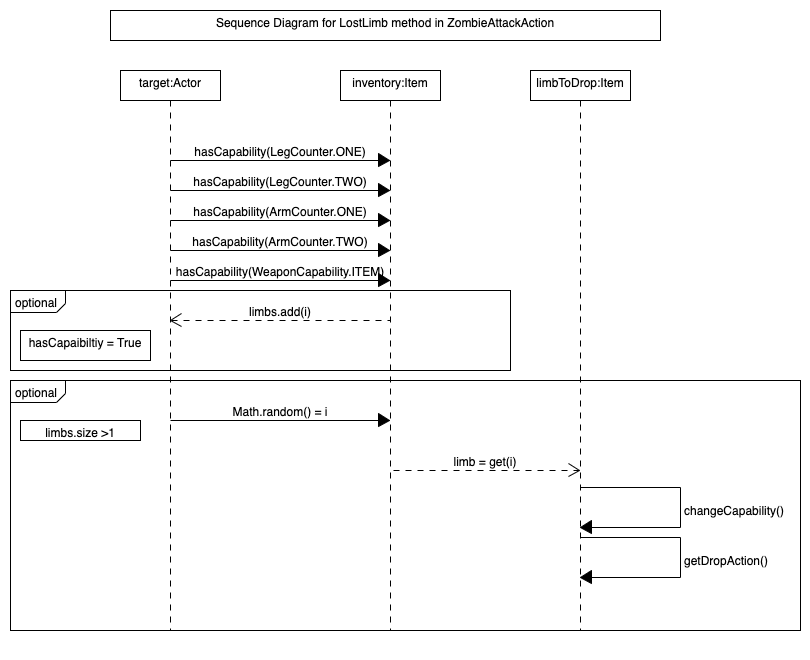 Sequence Diagram for LostLimb method in ZombieAttackAction
target:Actor
inventory:Item
limbToDrop:Item
hasCapability(LegCounter.ONE)
hasCapability(LegCounter.TWO)
hasCapability(ArmCounter.ONE)
hasCapability(ArmCounter.TWO)
hasCapability(WeaponCapability.ITEM)
optional
limbs.add(i)
hasCapaibiltiy = True
optional
Math.random() = i
limbs.size >1
limb = get(i)
changeCapability()
getDropAction()